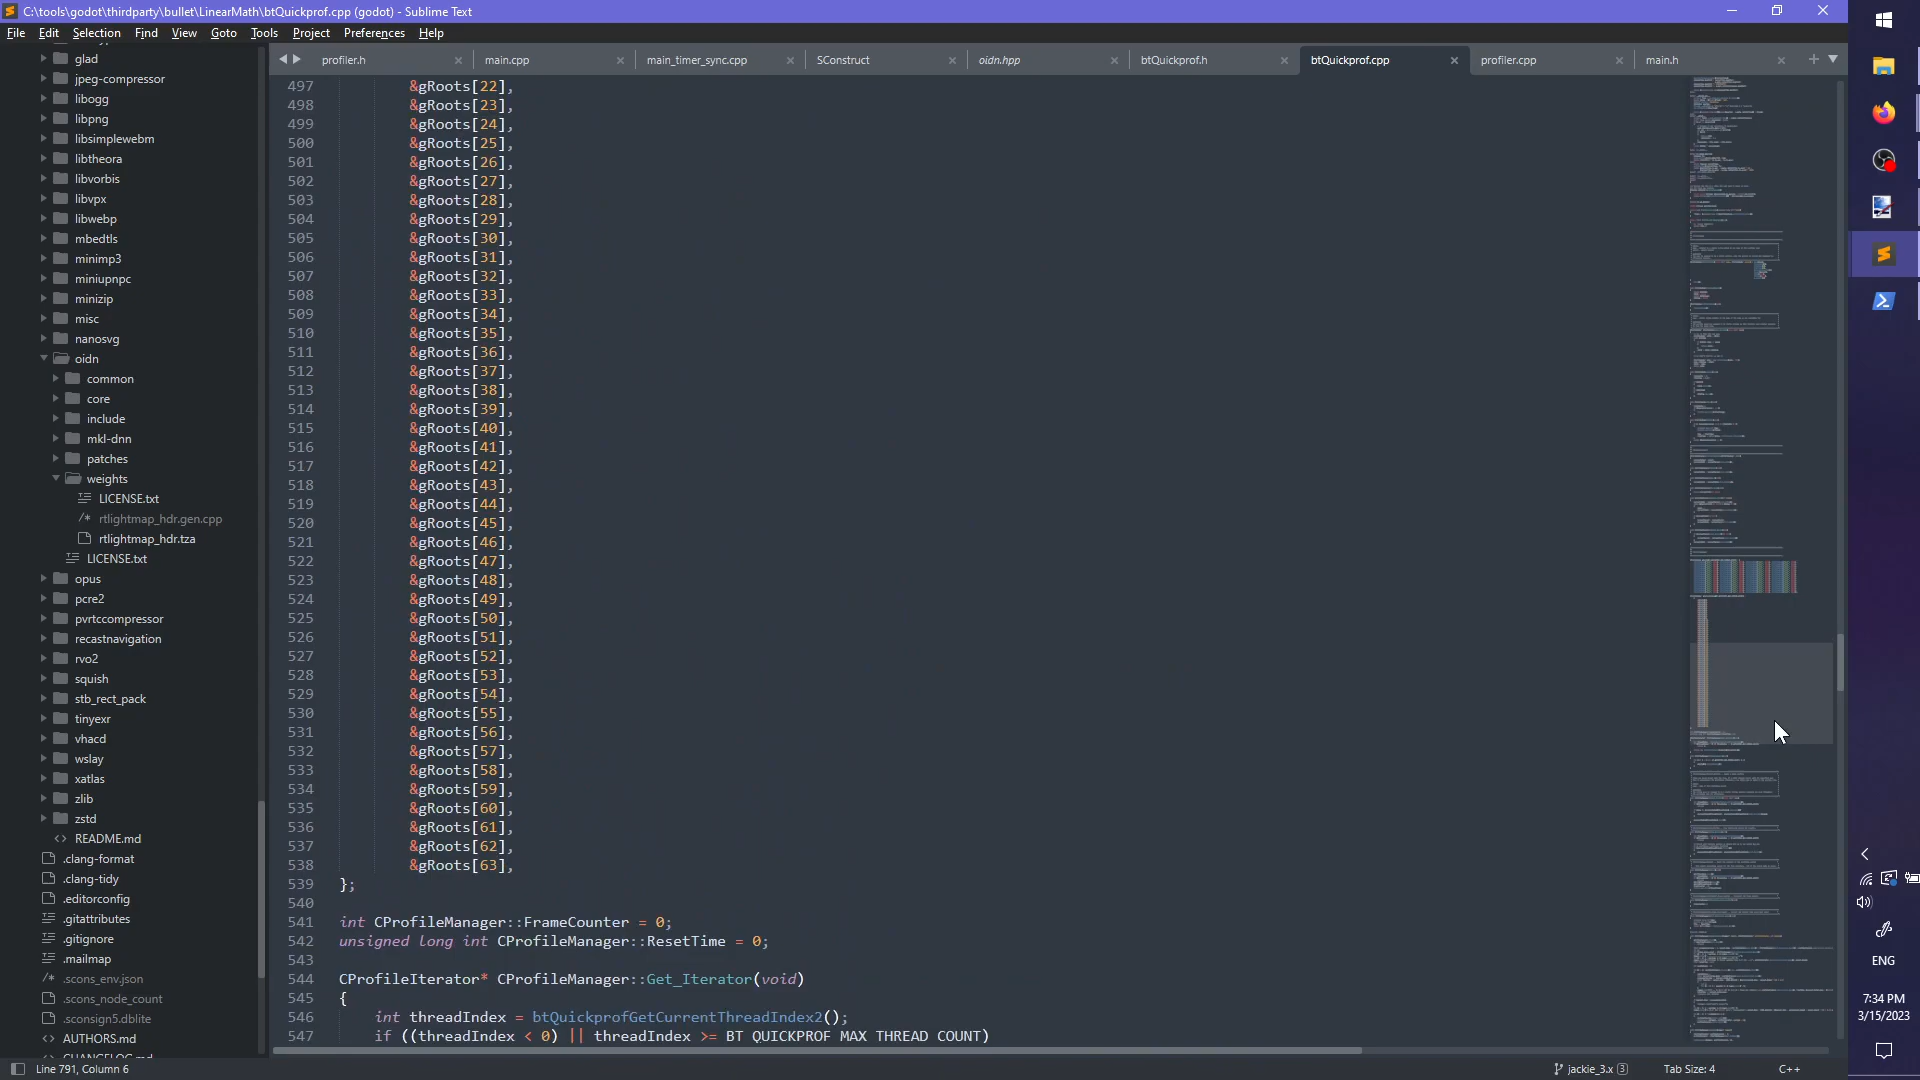 C:\tools\godot\thirdparty\bullet\LinearMath\btQuickprof.cpp (godot) - Sublime Text
File Edit Selection Find View Goto Tools Project Preferences Help
profiler.h main.cpp main_timer_sync.cpp SConstruct oidn.hpp btQuickprof.h btQuickprof.cpp profiler.cpp main.h
glad
jpeg-compressor
libogg
libpng
libsimplewebm
libtheora
libvorbis
libvpx
libwebp
mbedtls
minimp3
miniupnpc
minizip
misc
nanosvg
oidn
common
core
include
mkl-dnn
patches
weights
LICENSE.txt
/* rtlightmap_hdr.gen.cpp
rtlightmap_hdr.tza
LICENSE.txt
opus
pcre2
pvrtccompressor
recastnavigation
rvo2
squish
stb_rect_pack
tinyexr
vhacd
wslay
xatlas
zlib
zstd
<> README.md
.clang-format
.clang-tidy
.editorconfig
.gitattributes
.gitignore
.mailmap
/* .scons_env.json
.scons_node_count
.sconsign5.dblite
<> AUTHORS.md
<> CHANGELOG.md
497 &gRoots[22],
498 &gRoots[23],
499 &gRoots[24],
500 &gRoots[25],
501 &gRoots[26],
502 &gRoots[27],
503 &gRoots[28],
504 &gRoots[29],
505 &gRoots[30],
506 &gRoots[31],
507 &gRoots[32],
508 &gRoots[33],
509 &gRoots[34],
510 &gRoots[35],
511 &gRoots[36],
512 &gRoots[37],
513 &gRoots[38],
514 &gRoots[39],
515 &gRoots[40],
516 &gRoots[41],
517 &gRoots[42],
518 &gRoots[43],
519 &gRoots[44],
520 &gRoots[45],
521 &gRoots[46],
522 &gRoots[47],
523 &gRoots[48],
524 &gRoots[49],
525 &gRoots[50],
526 &gRoots[51],
527 &gRoots[52],
528 &gRoots[53],
529 &gRoots[54],
530 &gRoots[55],
531 &gRoots[56],
532 &gRoots[57],
533 &gRoots[58],
534 &gRoots[59],
535 &gRoots[60],
536 &gRoots[61],
537 &gRoots[62],
538 &gRoots[63],
539 };
540
541 int CProfileManager::FrameCounter = 0;
542 unsigned long int CProfileManager::ResetTime = 0;
543
544 CProfileIterator* CProfileManager::Get_Iterator(void)
545 {
546 int threadIndex = btQuickprofGetCurrentThreadIndex2();
547 if ((threadIndex < 0) || threadIndex >= BT_QUICKPROF_MAX_THREAD_COUNT)
ENG
7:34 PM
3/15/2023
Line 791, Column 6
jackie_3.x 3
Tab Size: 4
C++